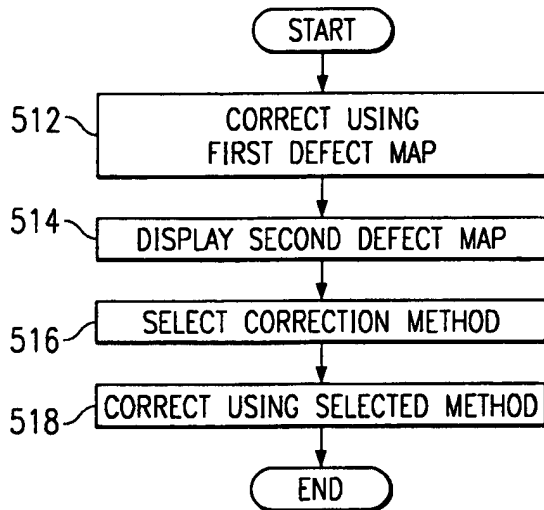 START
512
CORRECT USING
FIRST DEFECT MAP
514
DISPLAY SECOND DEFECT MAP
516
SELECT CORRECTION METHOD
518
CORRECT USING SELECTED METHOD
END